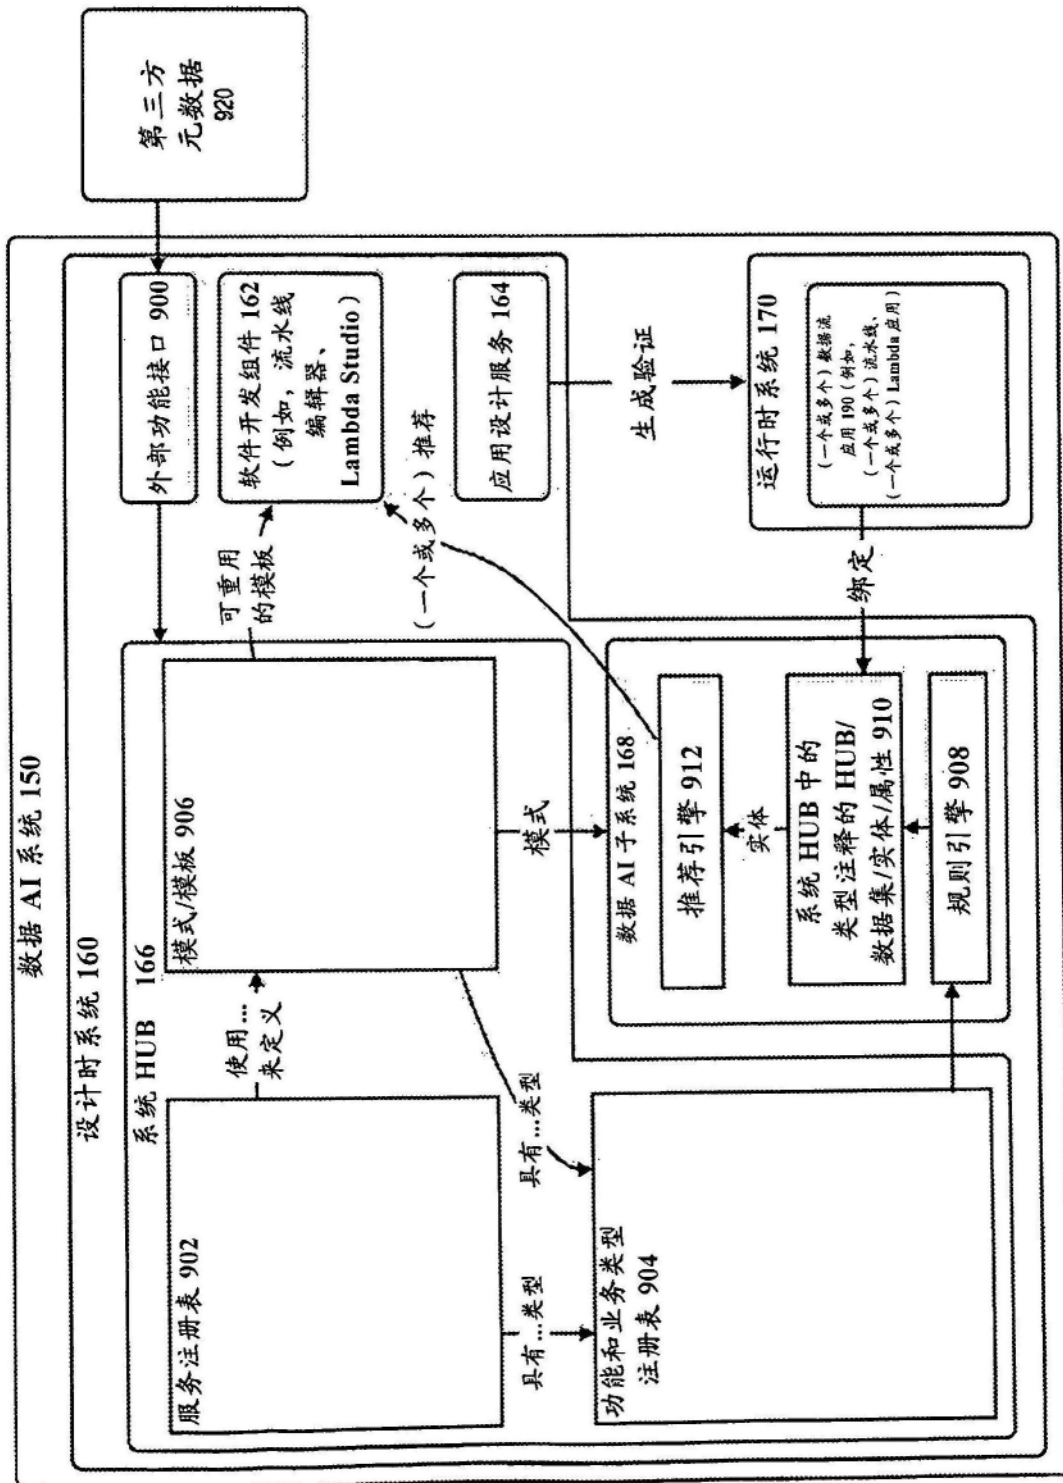 数据 AI 系统 150
设计时系统 160
系统 HUB 166
服务注册表 902
使用...
来定义
模式/模板 906
可重用
的模板
外部功能接口 900
第三方
元数据
920
软件开发组件 162
(例如，流水线
编辑器、
Lambda Studio)
(一个或多个) 推荐
应用设计服务 164
具有...类型
具有...类型
模式
功能和业务类型
注册表 904
数据 AI 子系统 168
推荐引擎 912
实体
系统 HUB 中的
类型注释的 HUB/
数据集/实体/属性 910
规则引擎 908
生成验证
绑定
运行时系统 170
(一个或多个) 数据流
应用 190 (例如，
(一个或多个) 流水线、
(一个或多个) Lambda 应用)